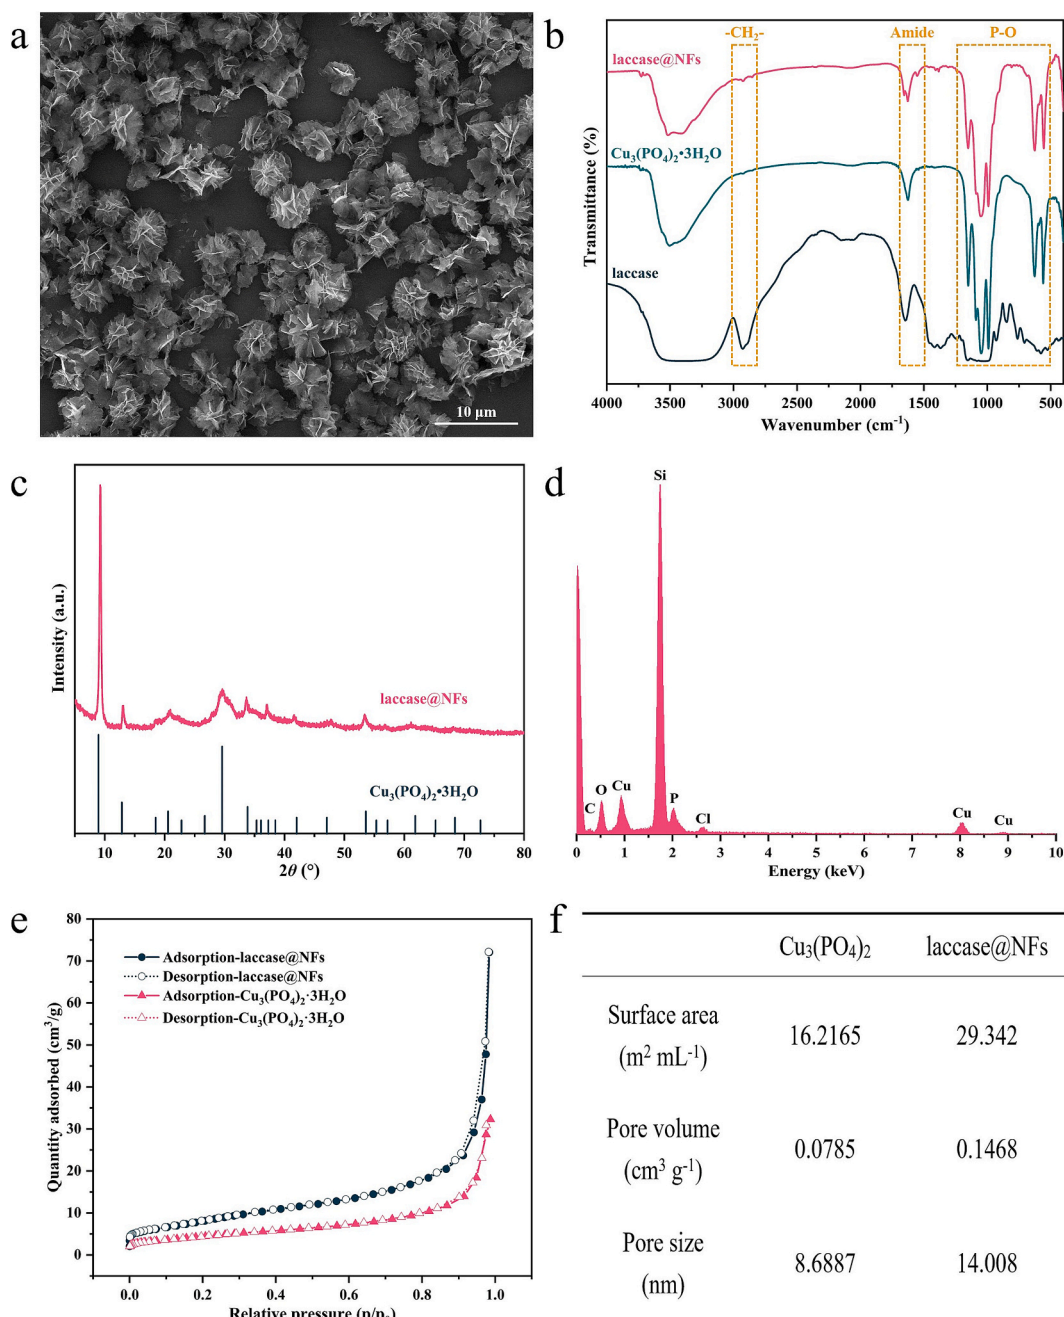 a
10 μm
b
-CH₂-
Amide
P-O
laccase@NFs
Cu₃(PO₄)₂•3H₂O
laccase
Transmittance (%)
4000 3500 3000 2500 2000 1500 1000 500
Wavenumber (cm⁻¹)
c
Intensity (a.u.)
laccase@NFs
Cu₃(PO₄)₂•3H₂O
10 20 30 40 50 60 70 80
2θ (°)
d
Si
C
O
Cu
P
Cl
Cu
Cu
0 1 2 3 4 5 6 7 8 9 10
Energy (keV)
e
80
70
60
50
40
30
20
10
0
Quantity adsorbed (cm³/g)
Adsorption-laccase@NFs
Desorption-laccase@NFs
Adsorption-Cu₃(PO₄)₂·3H₂O
Desorption-Cu₃(PO₄)₂·3H₂O
0.0 0.2 0.4 0.6 0.8 1.0
Relative pressure (p/p₀)
f
Cu₃(PO₄)₂ laccase@NFs
Surface area
(m² mL⁻¹)
16.2165 29.342
Pore volume
(cm³ g⁻¹)
0.0785 0.1468
Pore size
(nm)
8.6887 14.008